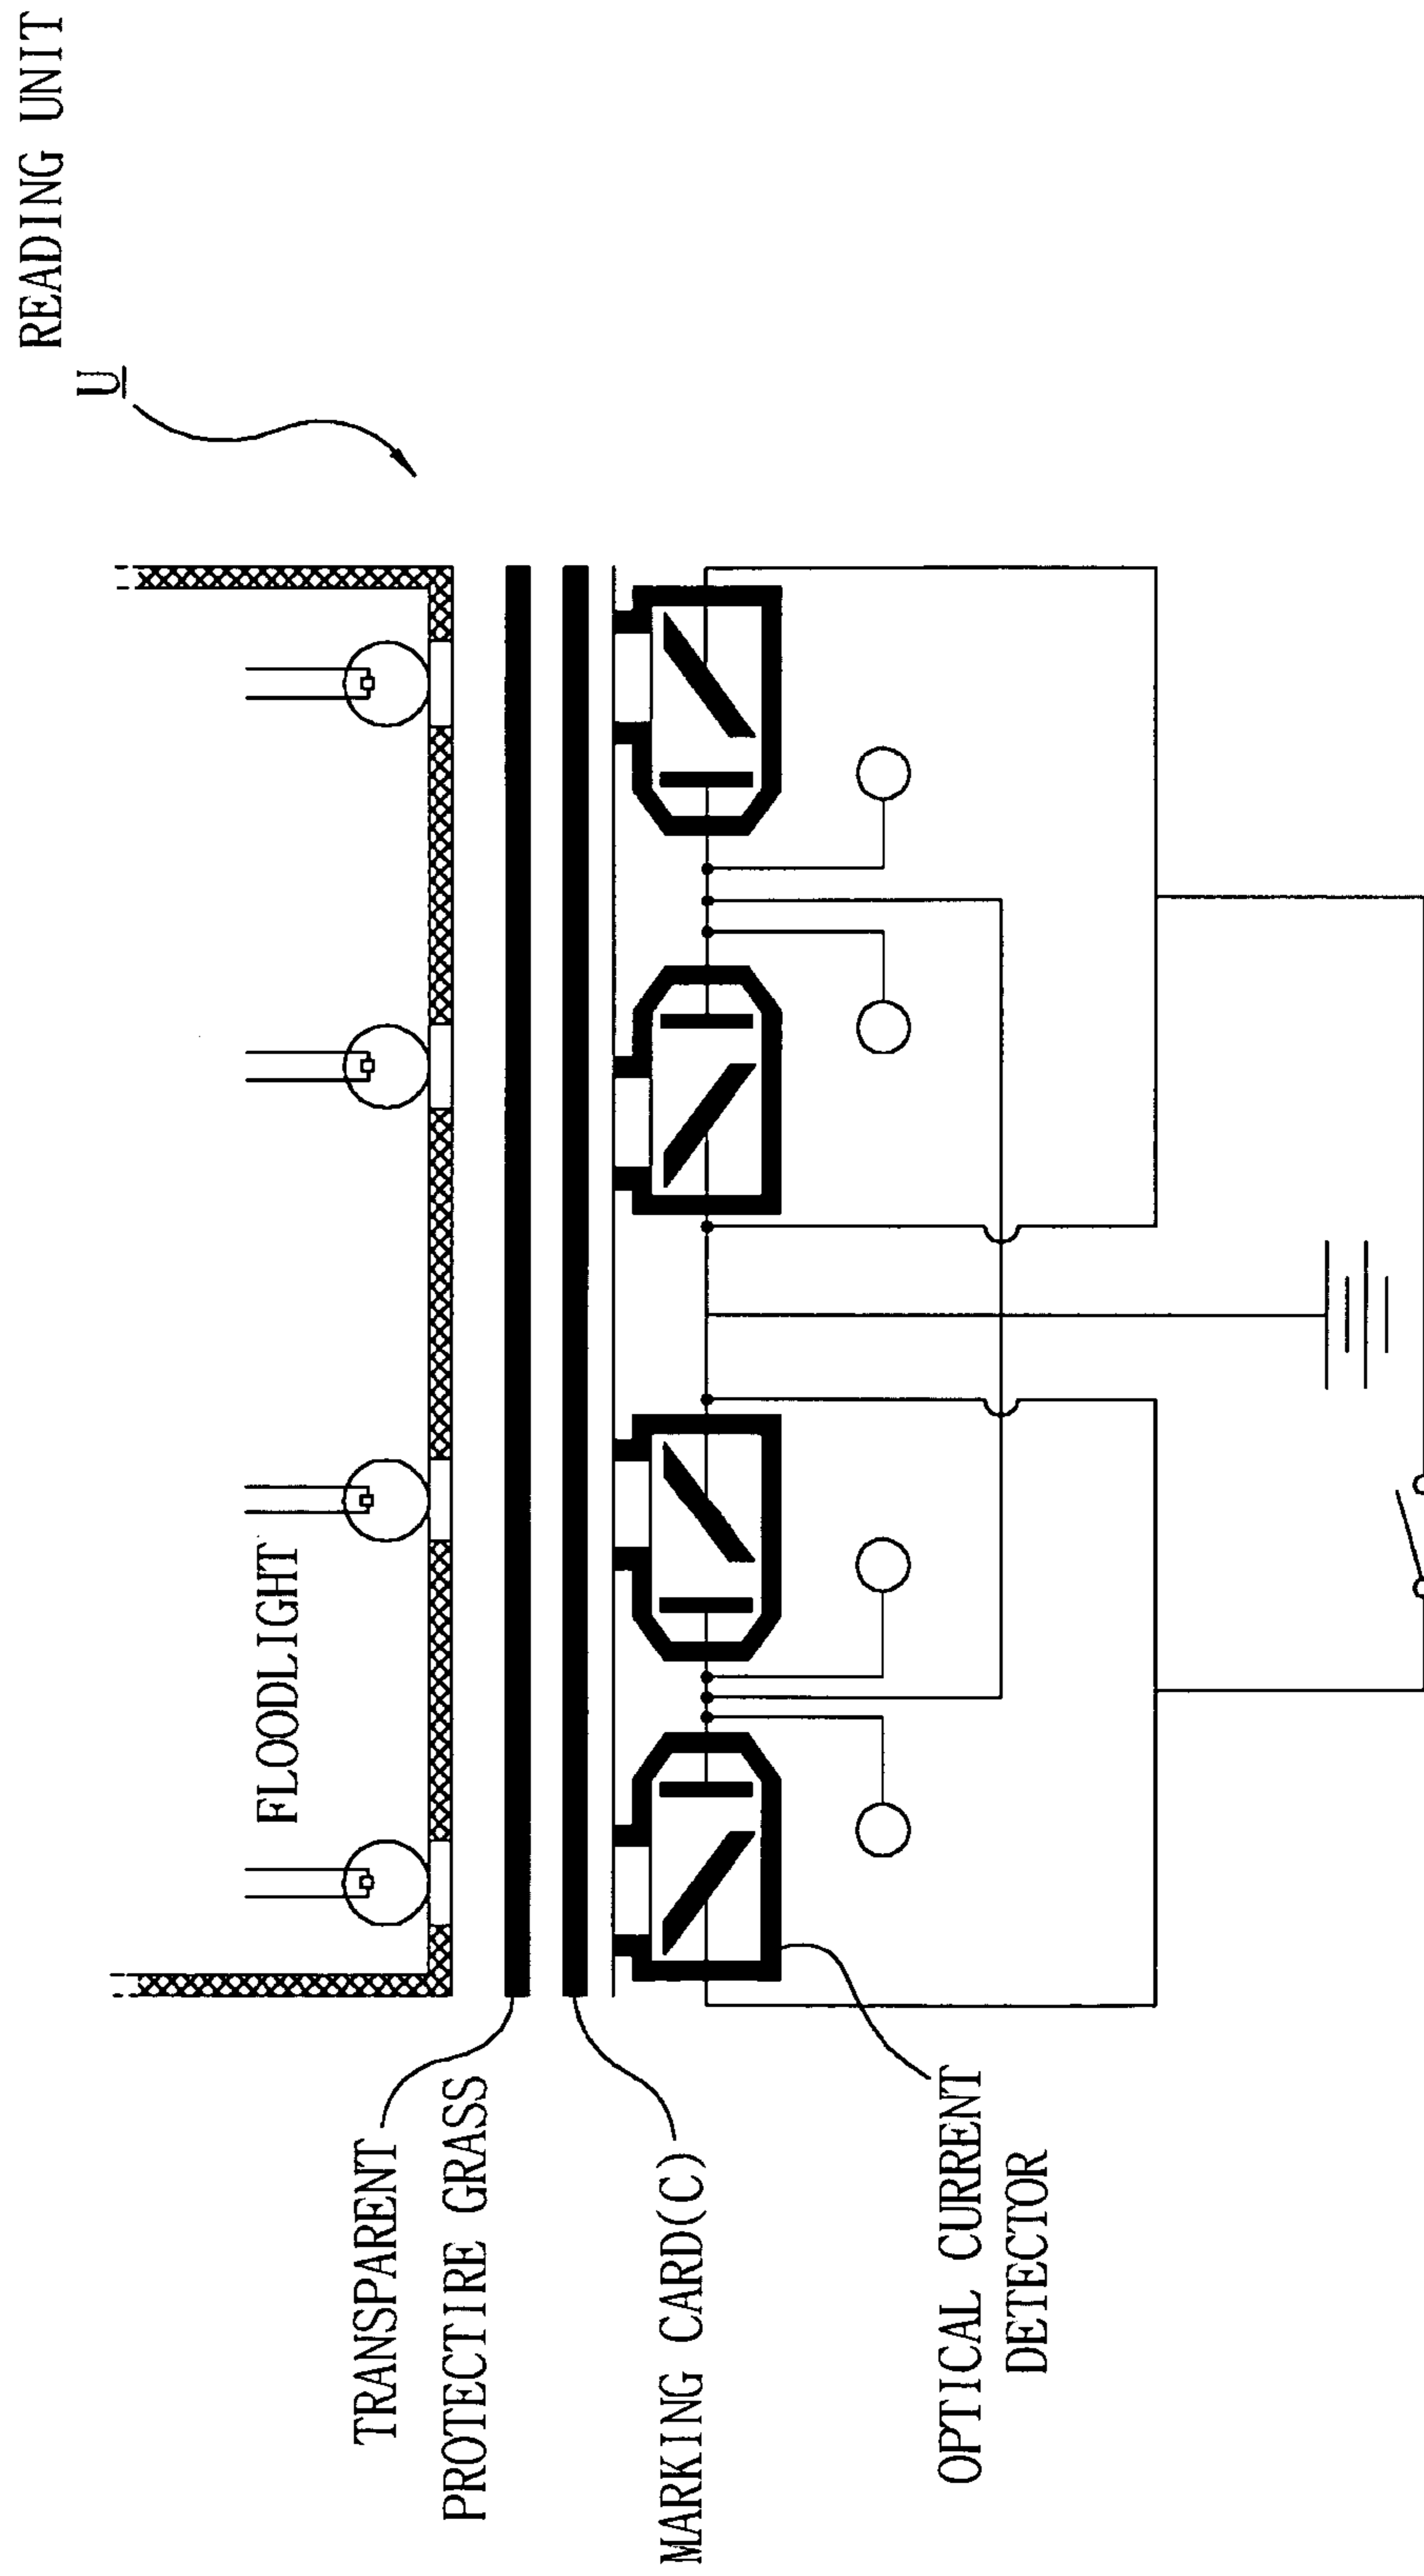 READING UNIT
U
FLOODLIGHT
TRANSPARENT
PROTECTIRE GRASS
MARKING CARD(C)
OPTICAL CURRENT
DETECTOR